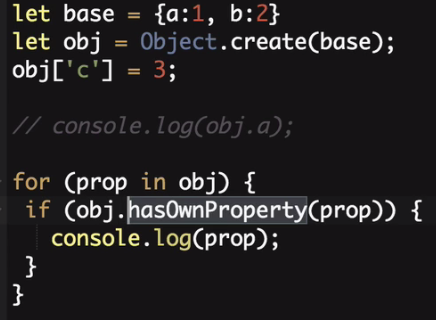 let base = {a:1, b:2}
let obj = Object.create(base);
obj['c'] = 3;
// console.log(obj.a);
for (prop in obj) {
if (obj.hasOwnProperty(prop)) {
console.log(prop);
}
}